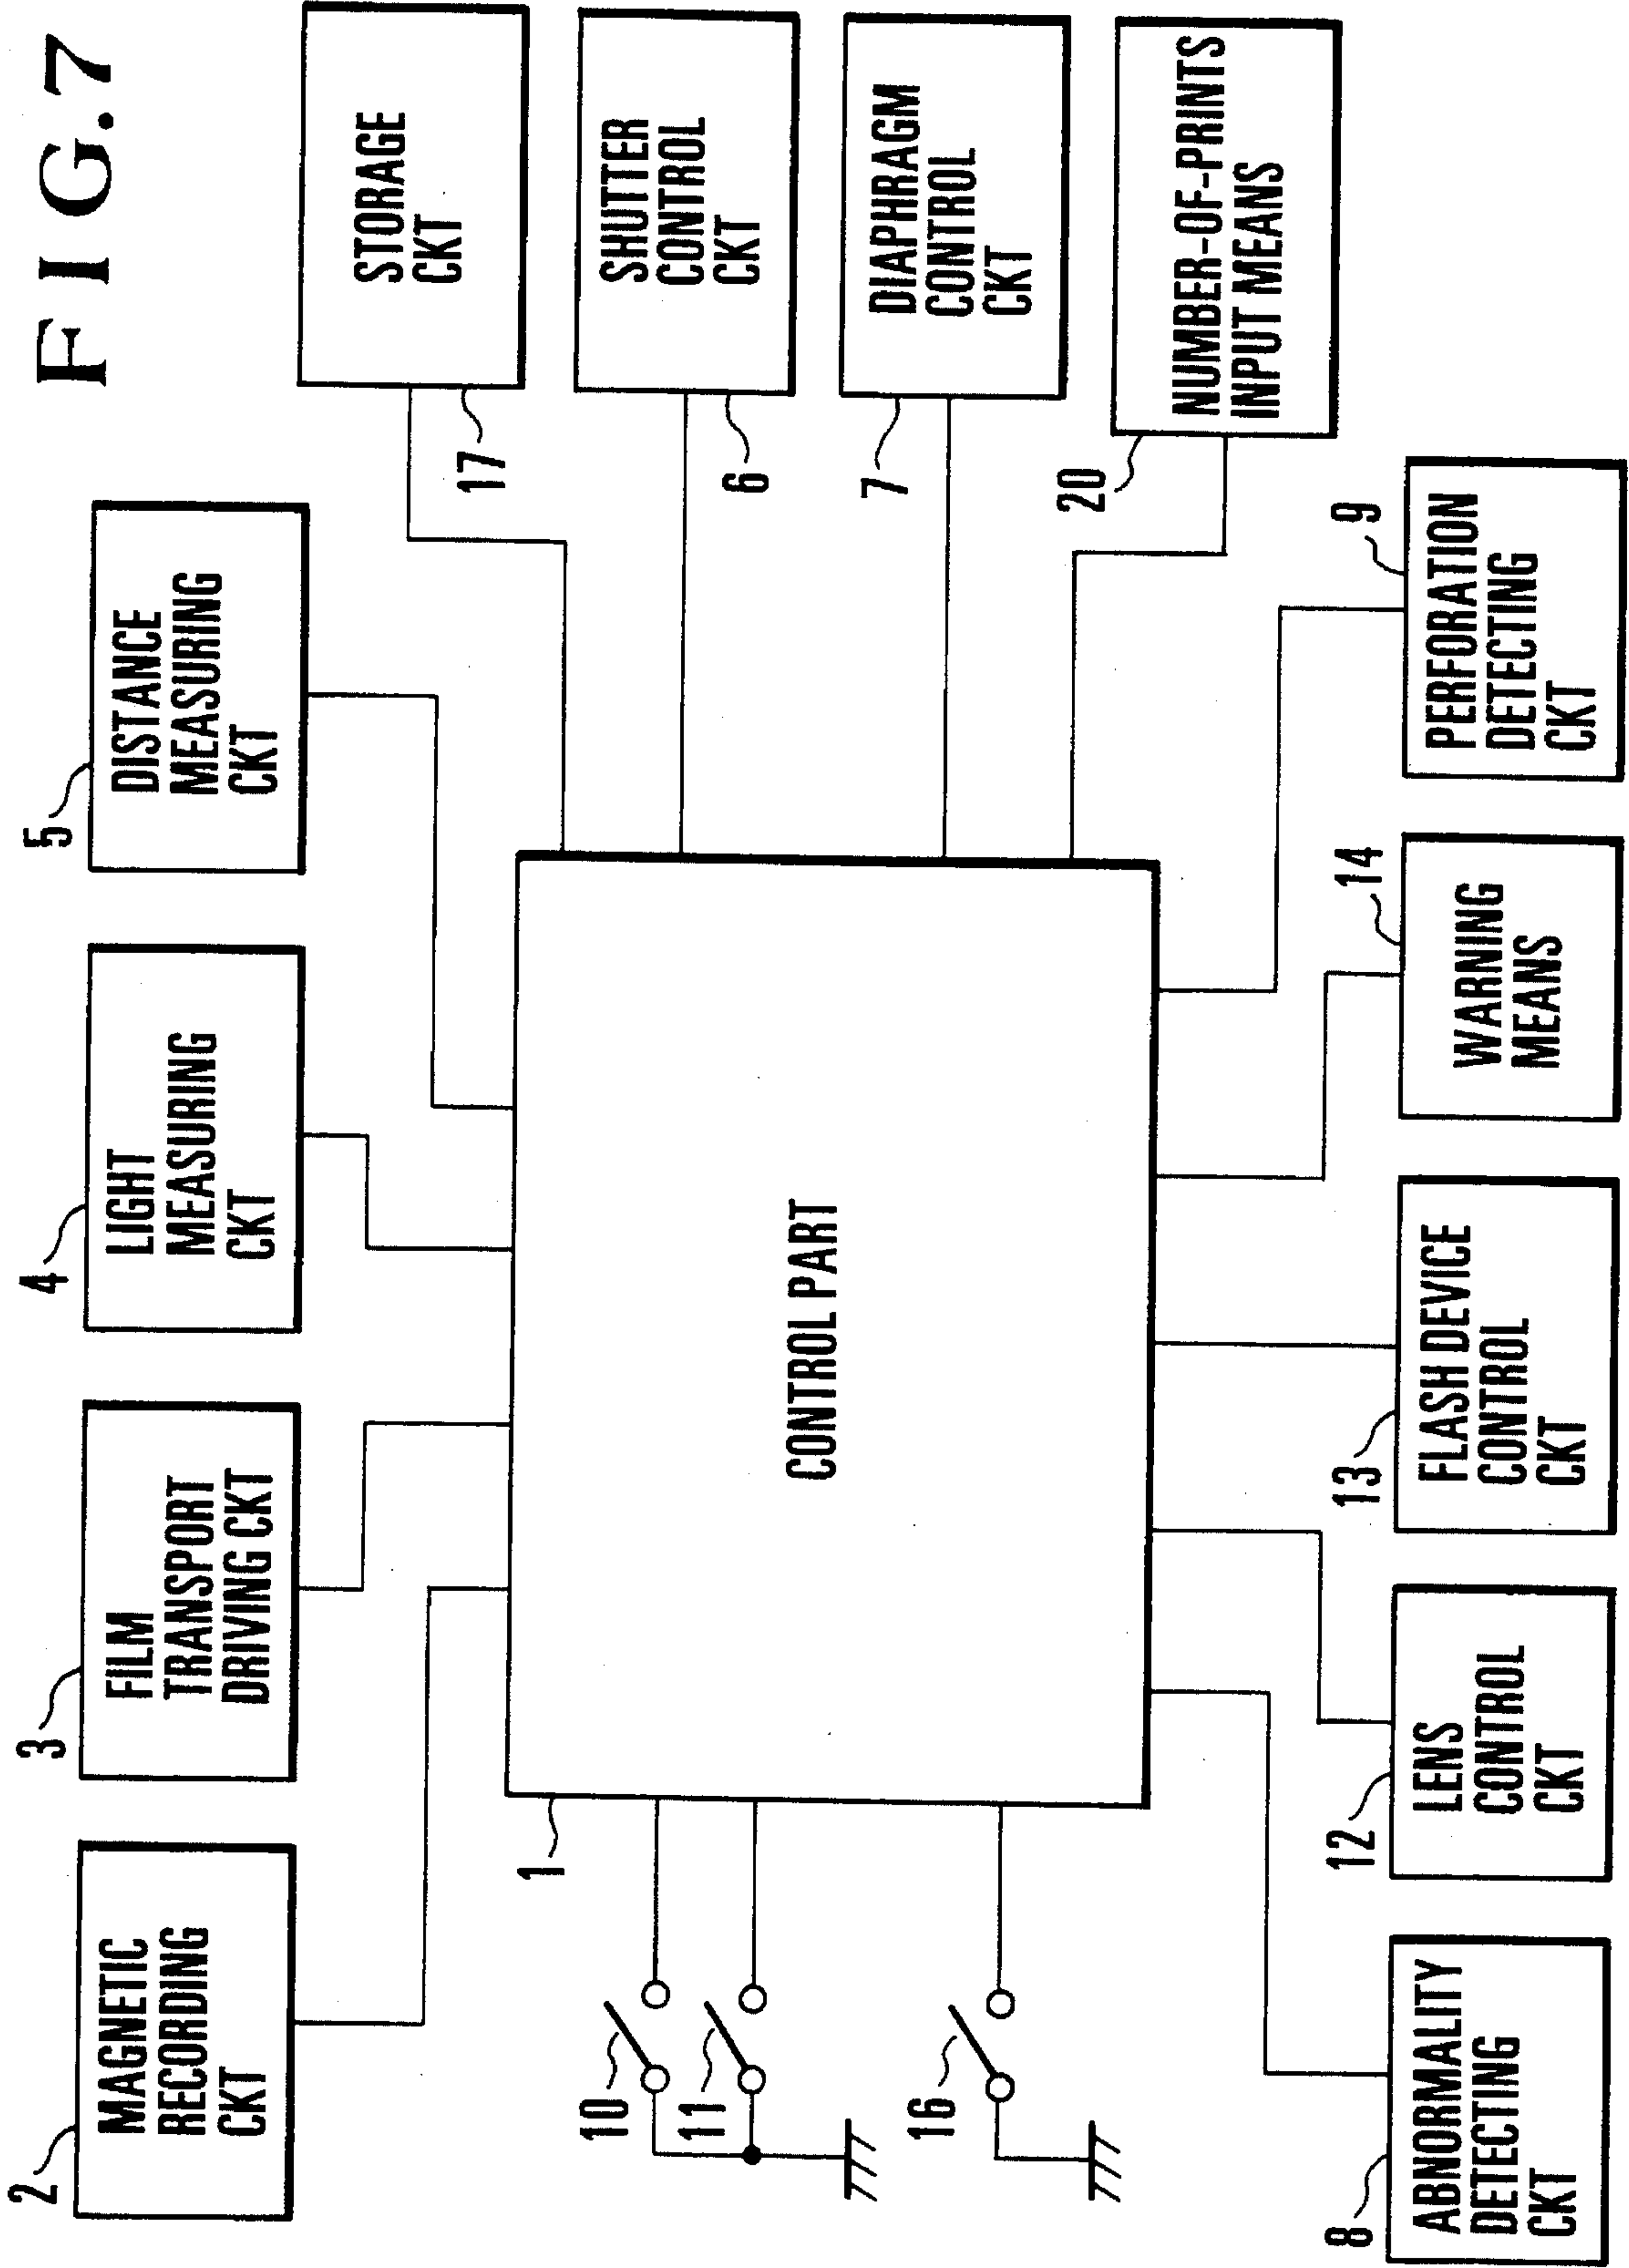 FIG.7
2
MAGNETIC
RECORDING
CKT
3
FILM
TRANSPORT
DRIVING CKT
4
LIGHT
MEASURING
CKT
5
DISTANCE
MEASURING
CKT
STORAGE
CKT
17
SHUTTER
CONTROL
CKT
6
DIAPHRAGM
CONTROL
CKT
7
NUMBER-OF-PRINTS
INPUT MEANS
20
1
CONTROL PART
10
11
16
8
ABNORMALITY
DETECTING
CKT
12
LENS
CONTROL
CKT
13
FLASH DEVICE
CONTROL
CKT
14
WARNING
MEANS
9
PERFORATION
DETECTING
CKT